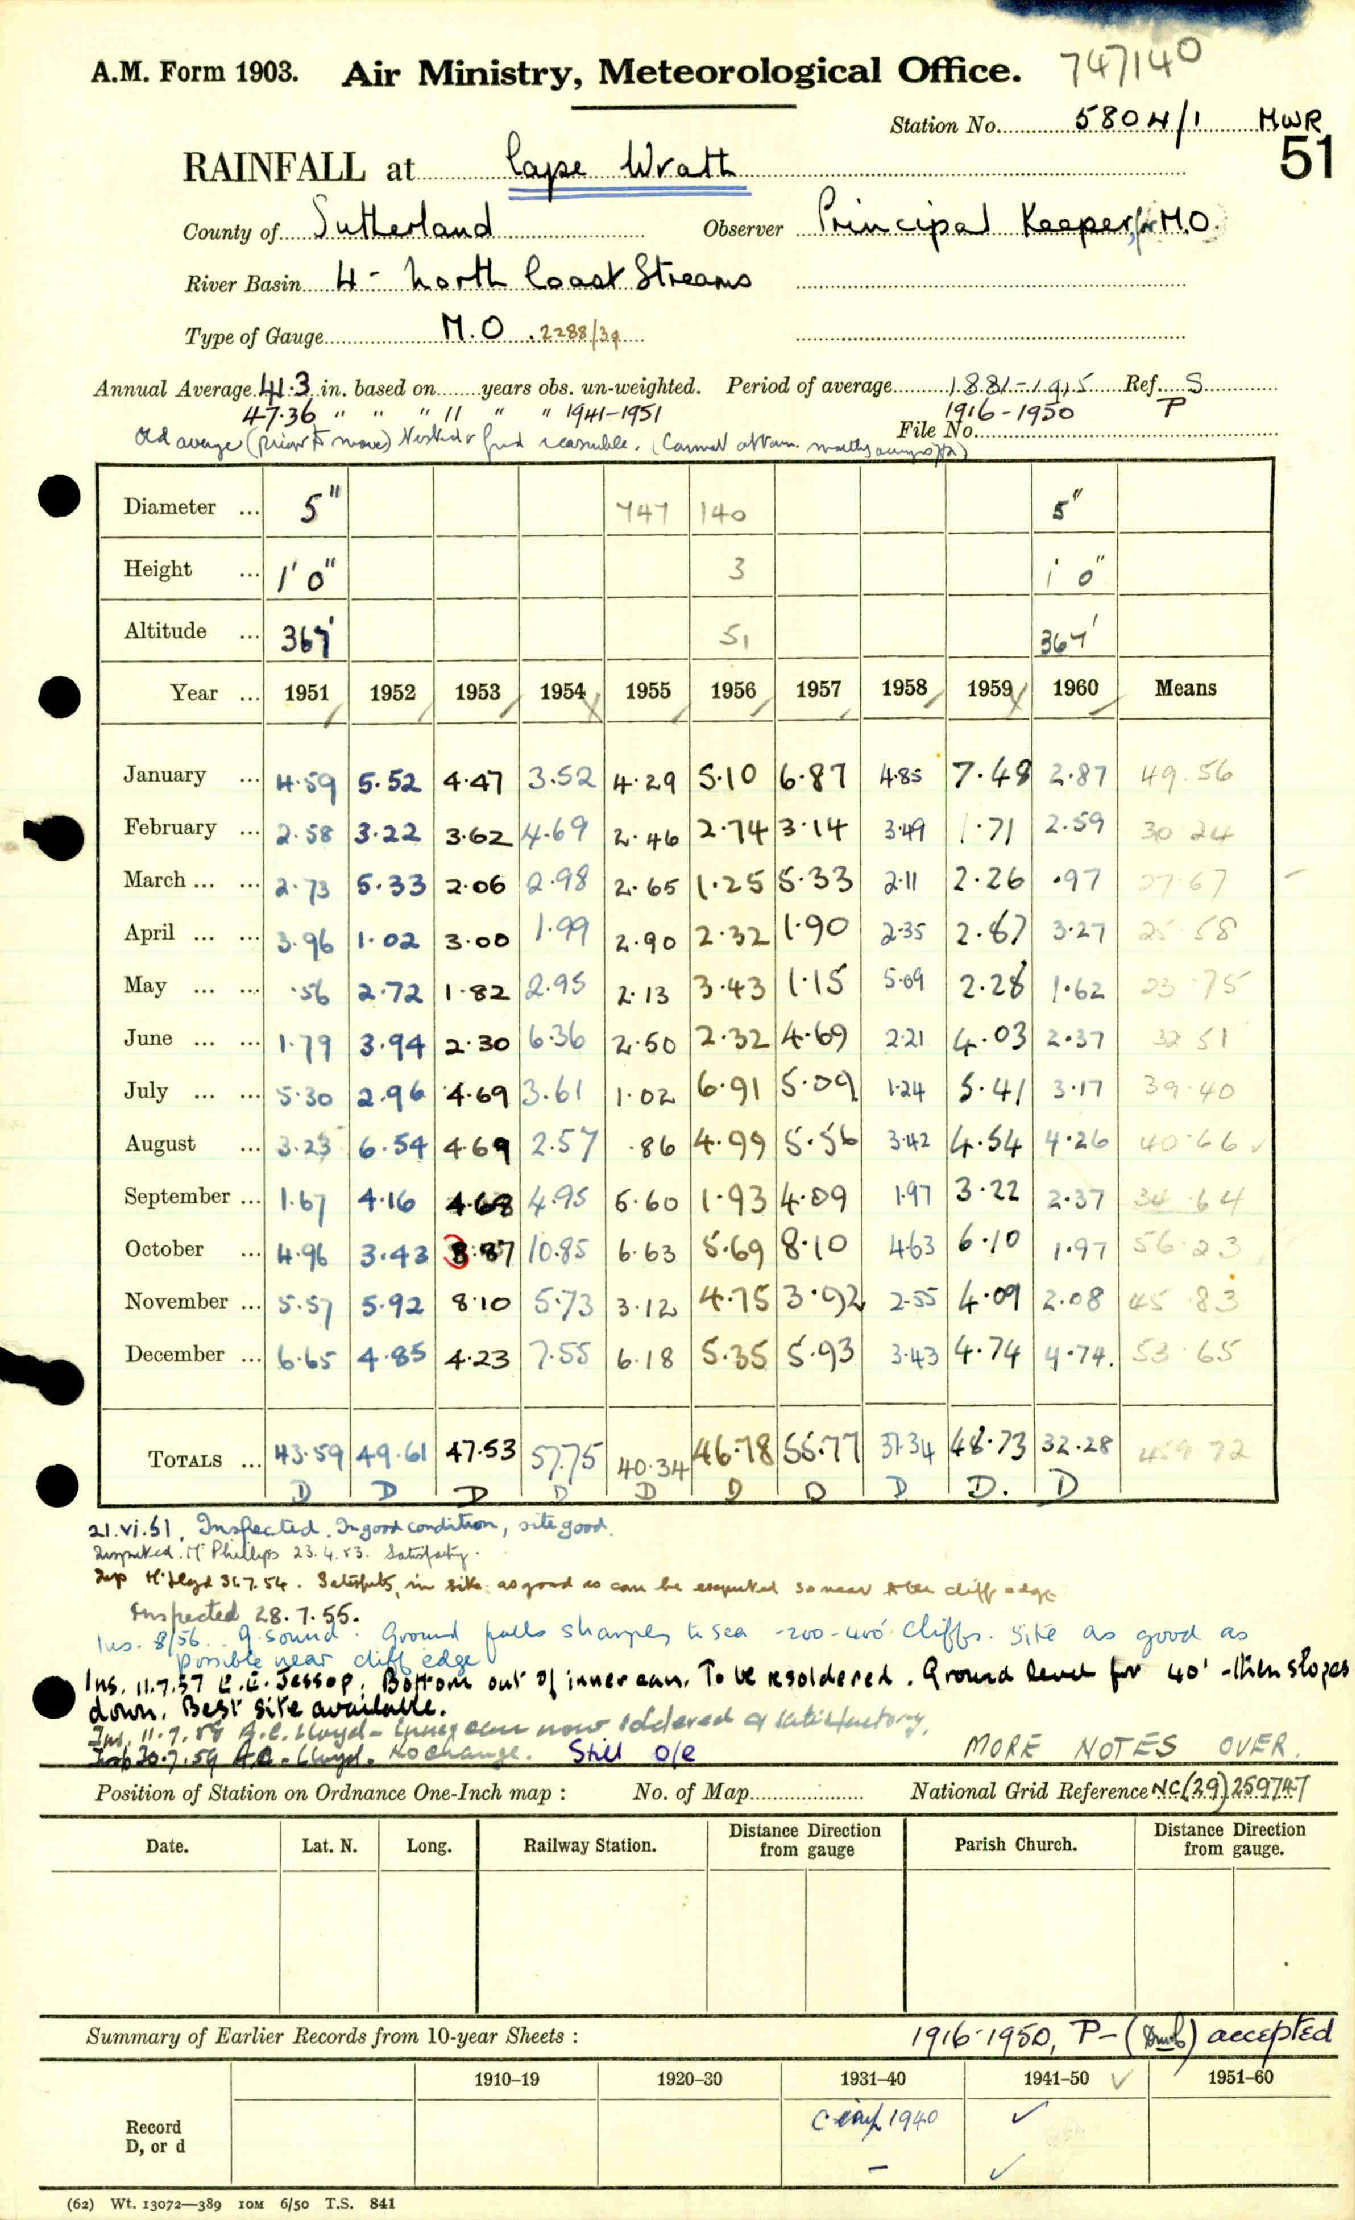 A.M. Form 1903. Air Ministry, Meteorological Office. 747140
Station No. 5804/1 MWR
51
RAINFALL at Cape Wrath
County of Sutherland Observer Principal Keeper, for M.O.
River Basin 4 - North Coast Streams
Type of Gauge M.O. 2288/39
Annual Average 41.3 in. based on years obs. un-weighted. Period of average 1881-1915 Ref. S
47.36 " " " 11 " " 1941-1951 1916-1950 P
File No.
Old average (prior to move)
Diameter ... 5" 747 140 5"
Height ... 1' 0" 3 1 0"
Altitude ... 367' 51 367'
Year ... 1951 1952 1953 1954 1955 1956 1957 1958 1959 1960 Means
January ... 4.59 5.52 4.47 3.52 4.29 5.10 6.87 4.85 7.48 2.87 49.56
February ... 2.58 3.22 3.62 4.69 2.46 2.74 3.14 3.49 1.71 2.59 30 24
March ... ... 2.73 5.33 2.06 2.98 2.65 1.25 5.33 2.11 2.26 .97 27.67
April ... ... 3.96 1.02 3.00 1.99 2.90 2.32 1.90 2.35 2.87 3.27 25.58
May ... ... .56 2.72 1.82 2.95 2.13 3.43 1.15 5.09 2.28 1.62 23.75
June ... ... 1.79 3.94 2.30 6.36 2.50 2.32 4.69 2.21 4.03 2.37 32 51
July ... ... 5.30 2.96 4.69 3.61 1.02 6.91 5.09 1.24 5.41 3.17 39.40
August ... 3.23 6.54 4.69 2.57 .86 4.99 5.56 3.42 4.54 4.26 40.66
September ... 1.67 4.16 4.68 4.95 5.60 1.93 4.09 1.97 3.22 2.37 34.64
October ... 4.96 3.43 3.87 10.85 6.63 5.69 8.10 4.63 6.10 1.97 56.23
November ... 5.57 5.92 8.10 5.73 3.12 4.75 3.92 2.55 4.09 2.08 45.83
December ... 6.65 4.85 4.23 7.55 6.18 5.35 5.93 3.43 4.74 4.74. 53.65
TOTALS ... 43.59 49.61 47.53 57.75 40.34 46.78 55.77 37.34 48.73 32.28 459 72
D D D D D D D D D. D
21.vi.51. Inspected. In good condition, site good.
Inspected. Mr Phillips 23.4.53. Satisfactory.
Insp Mr Lloyd 30.7.54. Satisfactory, in site as good as can be expected so near to the cliff edge
Inspected 28.7.55.
Ins. 8/56. G. sound. Ground falls sharply to sea - 200-400' cliffs. Site as good as
possible near cliff edge
Ins. 11.7.57 E.E. Jessop. Bottom out of inner can. To be resoldered. Ground level for 40' - then slopes
down. Best site available.
Ins. 11.7.58 A.C. Lloyd - Inner can now soldered & satisfactory.
Insp 30.7.59 A.C. Lloyd. No change. Still o/e MORE NOTES OVER.
Position of Station on Ordnance One-Inch map : No. of Map National Grid Reference NC(29)259747
Date. Lat. N. Long. Railway Station. Distance Direction from gauge Parish Church. Distance Direction from gauge.
Summary of Earlier Records from 10-year Sheets : 1916-1950, P- accepted
1910–19 1920–30 1931–40 1941–50 ✓ 1951–60
Record 1940 ✓
D, or d – ✓
(62) Wt. 13072—389 10M 6/50 T.S. 841